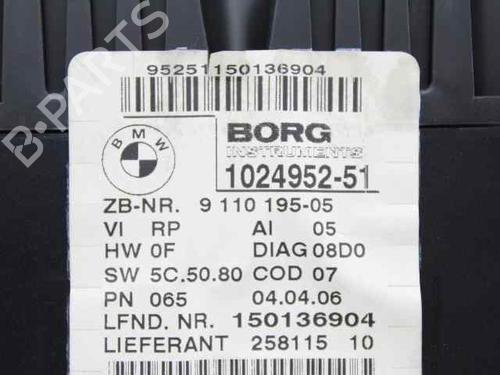 B-PARTS
95251150136904
BMW
BORG
INSTRUMENTS
1024952-51
ZB-NR. 9 110 195-05
VI RP AI 05
HW 0F DIAG 08D0
SW 5C.50.80 COD 07
PN 065 04.04.06
LFND. NR. 150136904
LIEFERANT 258115 10